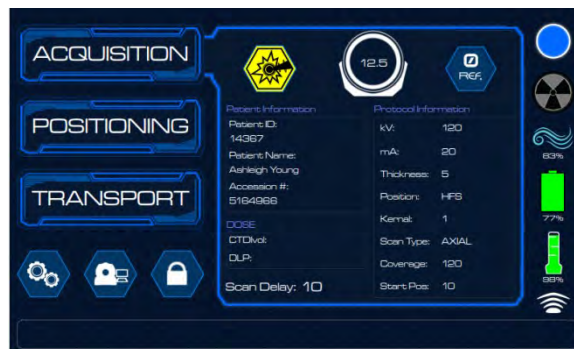 ACQUISITION
POSITIONING
TRANSPORT
12.5
0
REF.
Patient Information
Patient ID:
14367
Patient Name:
Ashleigh Young
Accession #:
5164966
DOSE
CTDIvol:
DLP:
Scan Delay: 10
Protocol Information
kV: 120
mA: 20
Thickness: 5
Position: HFS
Kernal: 1
Scan Type: AXIAL
Coverage: 120
Start Pos: 10
83%
77%
98%